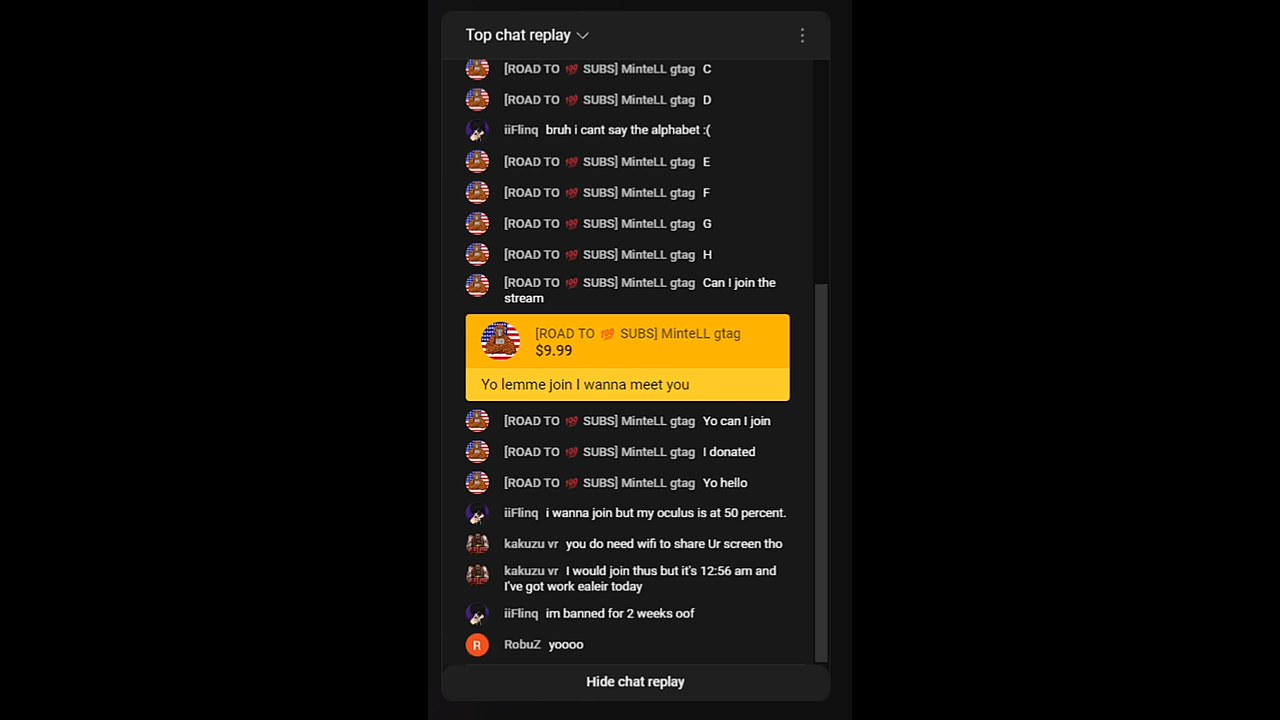 Top chat replay
[ROAD TO 💯 SUBS] MinteLL gtag C
[ROAD TO 💯 SUBS] MinteLL gtag D
iiFlinq bruh i cant say the alphabet :(
[ROAD TO 💯 SUBS] MinteLL gtag E
[ROAD TO 💯 SUBS] MinteLL gtag F
[ROAD TO 💯 SUBS] MinteLL gtag G
[ROAD TO 💯 SUBS] MinteLL gtag H
[ROAD TO 💯 SUBS] MinteLL gtag Can I join the
stream
[ROAD TO 💯 SUBS] MinteLL gtag
$9.99
Yo lemme join I wanna meet you
[ROAD TO 💯 SUBS] MinteLL gtag Yo can I join
[ROAD TO 💯 SUBS] MinteLL gtag I donated
[ROAD TO 💯 SUBS] MinteLL gtag Yo hello
iiFlinq i wanna join but my oculus is at 50 percent.
kakuzu vr you do need wifi to share Ur screen tho
kakuzu vr I would join thus but it's 12:56 am and
I've got work ealeir today
iiFlinq im banned for 2 weeks oof
R RobuZ yoooo
Hide chat replay